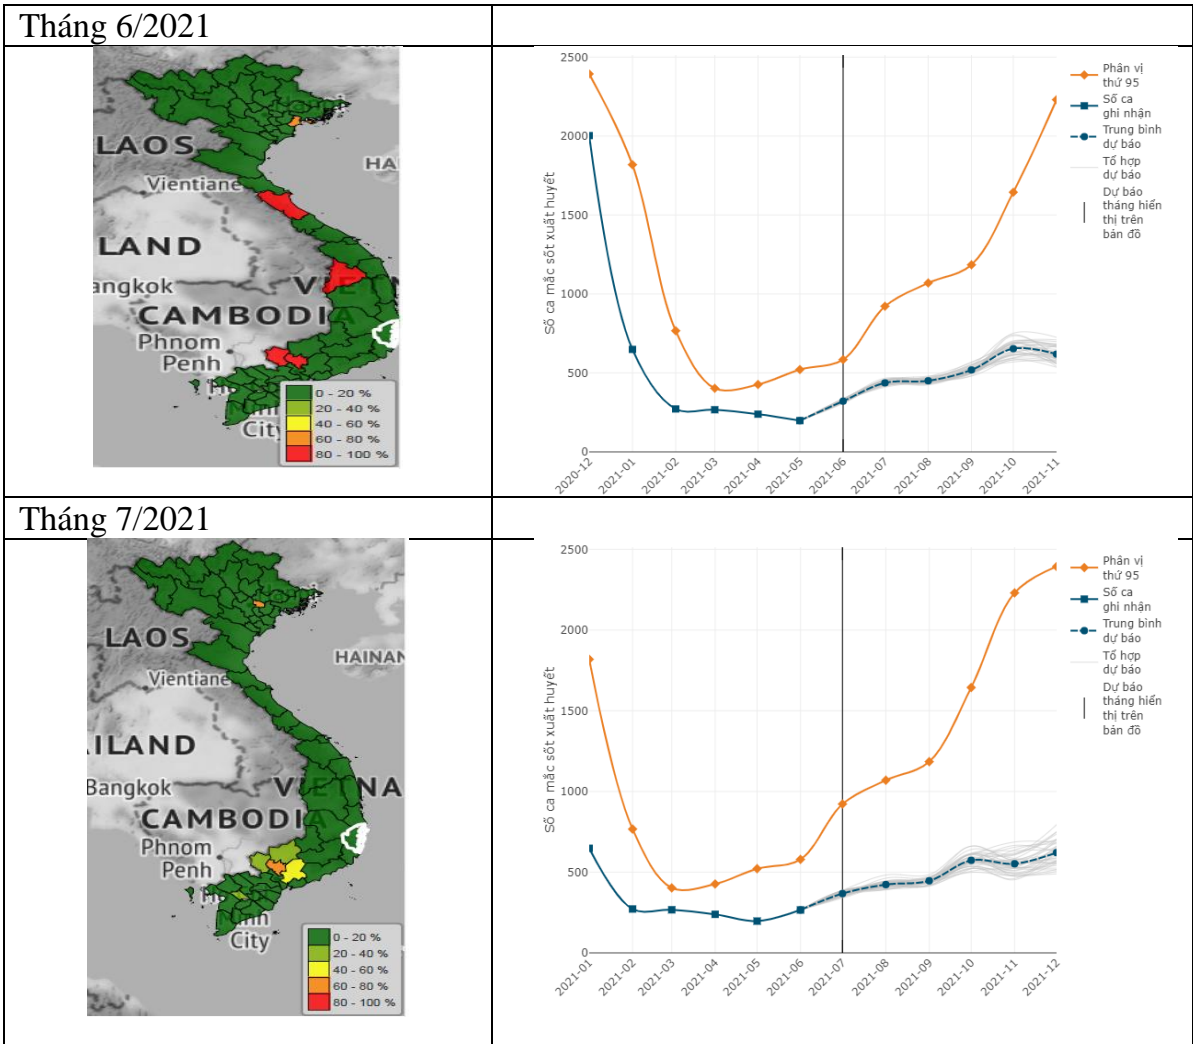 Tháng 6/2021
LAOS
HA
Vientiane
LAND
angkok
CAMBODI
Phnom
Penh
City
0 - 20 %
20 - 40 %
40 - 60 %
60 - 80 %
80 - 100 %
Số ca mắc sốt xuất huyết
2500
2000
1500
1000
500
0
2020-12
2021-01
2021-02
2021-03
2021-04
2021-05
2021-06
2021-07
2021-08
2021-09
2021-10
2021-11
Phân vị
thứ 95
Số ca
ghi nhận
Trung bình
dự báo
Tổ hợp
dự báo
Dự báo
tháng hiển
thị trên
bản đồ
Tháng 7/2021
LAOS
HAINAN
Vientiane
ILAND
Bangkok
VIETNA
CAMBODIA
Phnom
Penh
City
0 - 20 %
20 - 40 %
40 - 60 %
60 - 80 %
80 - 100 %
Số ca mắc sốt xuất huyết
2500
2000
1500
1000
500
0
2021-01
2021-02
2021-03
2021-04
2021-05
2021-06
2021-07
2021-08
2021-09
2021-10
2021-11
2021-12
Phân vị
thứ 95
Số ca
ghi nhận
Trung bình
dự báo
Tổ hợp
dự báo
Dự báo
tháng hiển
thị trên
bản đồ